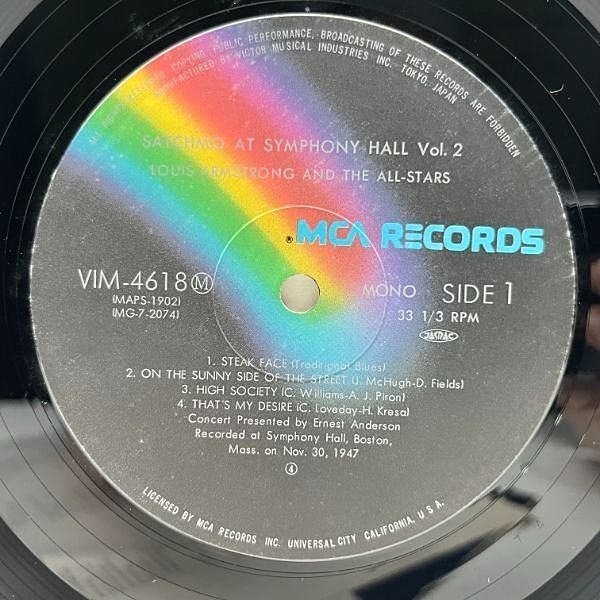 COPYING, PUBLIC PERFORMANCE, BROADCASTING OF THESE RECORDS ARE FORBIDDEN
MANUFACTURED BY VICTOR MUSICAL INDUSTRIES INC. TOKYO, JAPAN
SATCHMO AT SYMPHONY HALL Vol. 2
LOUIS ARMSTRONG AND THE ALL-STARS
® MCA RECORDS
VIM-4618 Ⓜ
(MAPS-1902)
(MG-7-2074)
MONO SIDE 1
33 1/3 RPM
JASRAC
1. STEAK FACE (Traditional Blues)
2. ON THE SUNNY SIDE OF THE STREET (J. McHugh-D. Fields)
3. HIGH SOCIETY (C. Williams-A. J. Piron)
4. THAT'S MY DESIRE (C. Loveday-H. Kresa)
Concert Presented by Ernest Anderson
Recorded at Symphony Hall, Boston,
Mass. on Nov. 30, 1947
④
LICENSED BY MCA RECORDS INC. UNIVERSAL CITY CALIFORNIA, U.S.A.